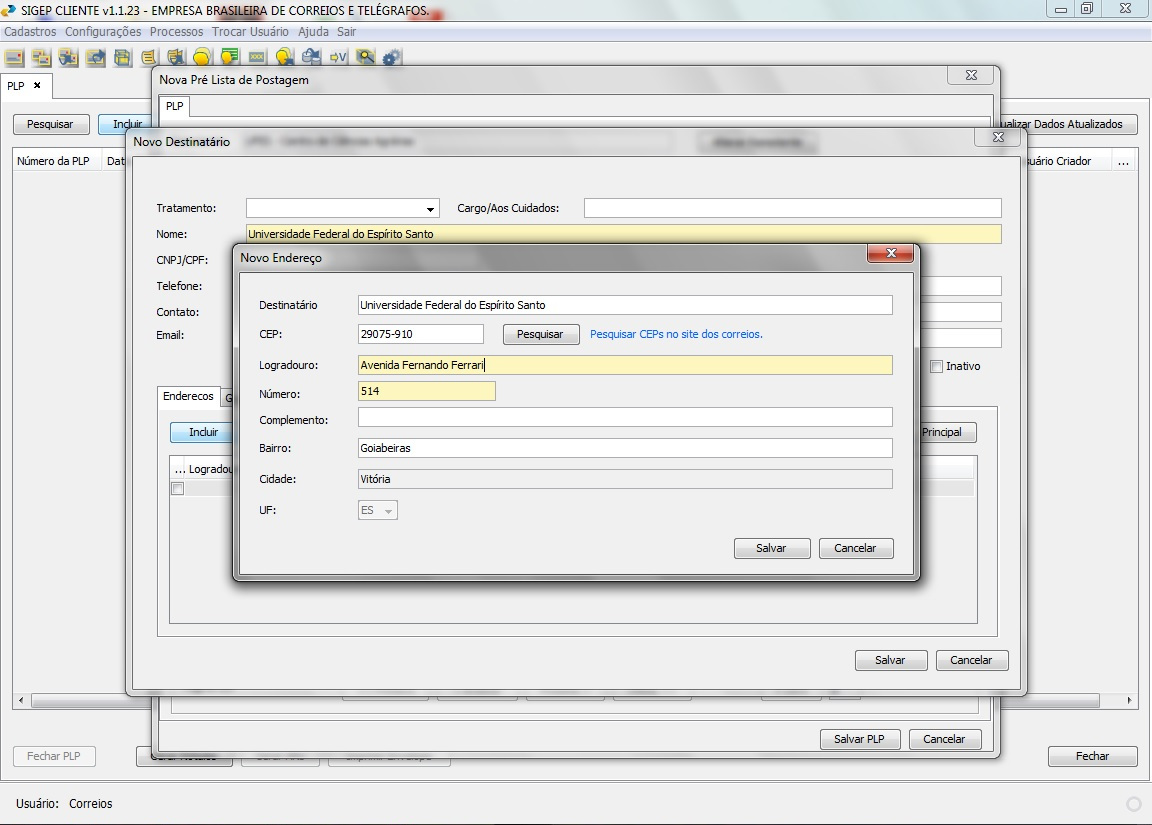 SIGEP CLIENTE v1.1.23 - EMPRESA BRASILEIRA DE CORREIOS E TELÉGRAFOS.
Cadastros Configurações Processos Trocar Usuário Ajuda Sair
PLP
Nova Pré Lista de Postagem
PLP
Pesquisar
Incluir
ualizar Dados Atualizados
Novo Destinatário
Número da PLP
Dat
suário Criador
...
Tratamento:
Cargo/Aos Cuidados:
Nome:
Universidade Federal do Espírito Santo
CNPJ/CPF:
Telefone:
Contato:
Email:
Inativo
Enderecos
G
Incluir
Principal
... Logradou
Novo Endereço
Destinatário
Universidade Federal do Espírito Santo
CEP:
29075-910
Pesquisar
Pesquisar CEPs no site dos correios.
Logradouro:
Avenida Fernando Ferrari
Número:
514
Complemento:
Bairro:
Goiabeiras
Cidade:
Vitória
UF:
ES
Salvar
Cancelar
Salvar
Cancelar
Salvar PLP
Cancelar
Fechar PLP
Fechar
Usuário: Correios